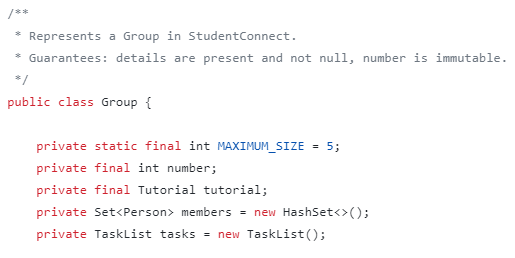 /**
 * Represents a Group in StudentConnect.
 * Guarantees: details are present and not null, number is immutable.
 */
public class Group {
    private static final int MAXIMUM_SIZE = 5;
    private final int number;
    private final Tutorial tutorial;
    private Set<Person> members = new HashSet<>();
    private TaskList tasks = new TaskList();